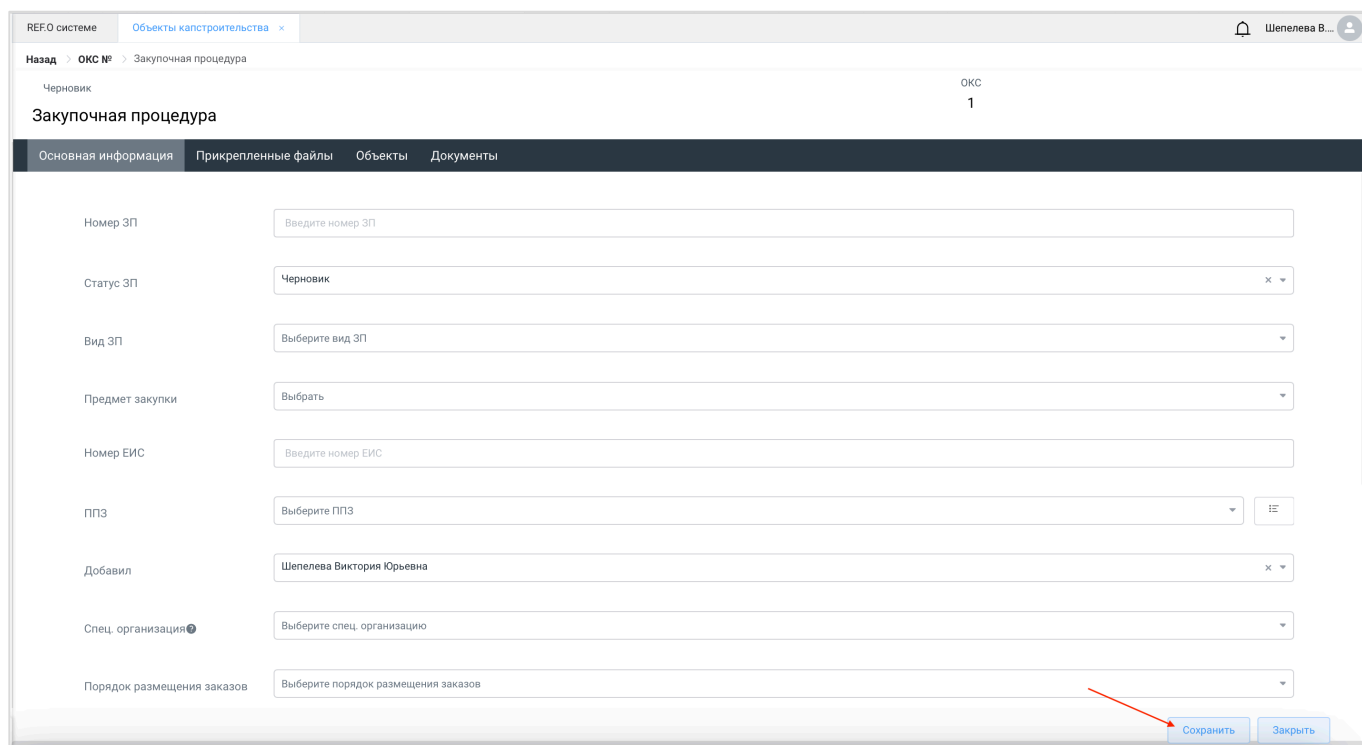 REF.О системе Объекты капстроительства × Шепелева В....
Назад > ОКС № > Закупочная процедура
Черновик ОКС
Закупочная процедура 1
Основная информация Прикрепленные файлы Объекты Документы
Номер ЗП Введите номер ЗП
Статус ЗП Черновик ×
Вид ЗП Выберите вид ЗП
Предмет закупки Выбрать
Номер ЕИС Введите номер ЕИС
ППЗ Выберите ППЗ
Добавил Шепелева Виктория Юрьевна ×
Спец. организация? Выберите спец. организацию
Порядок размещения заказов Выберите порядок размещения заказов
Сохранить Закрыть